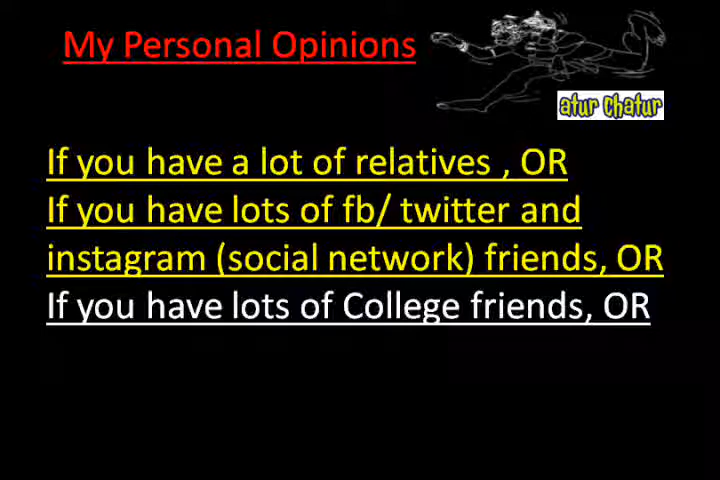 My Personal Opinions
atur chatur
If you have a lot of relatives , OR
If you have lots of fb/ twitter and
instagram (social network) friends, OR
If you have lots of College friends, OR